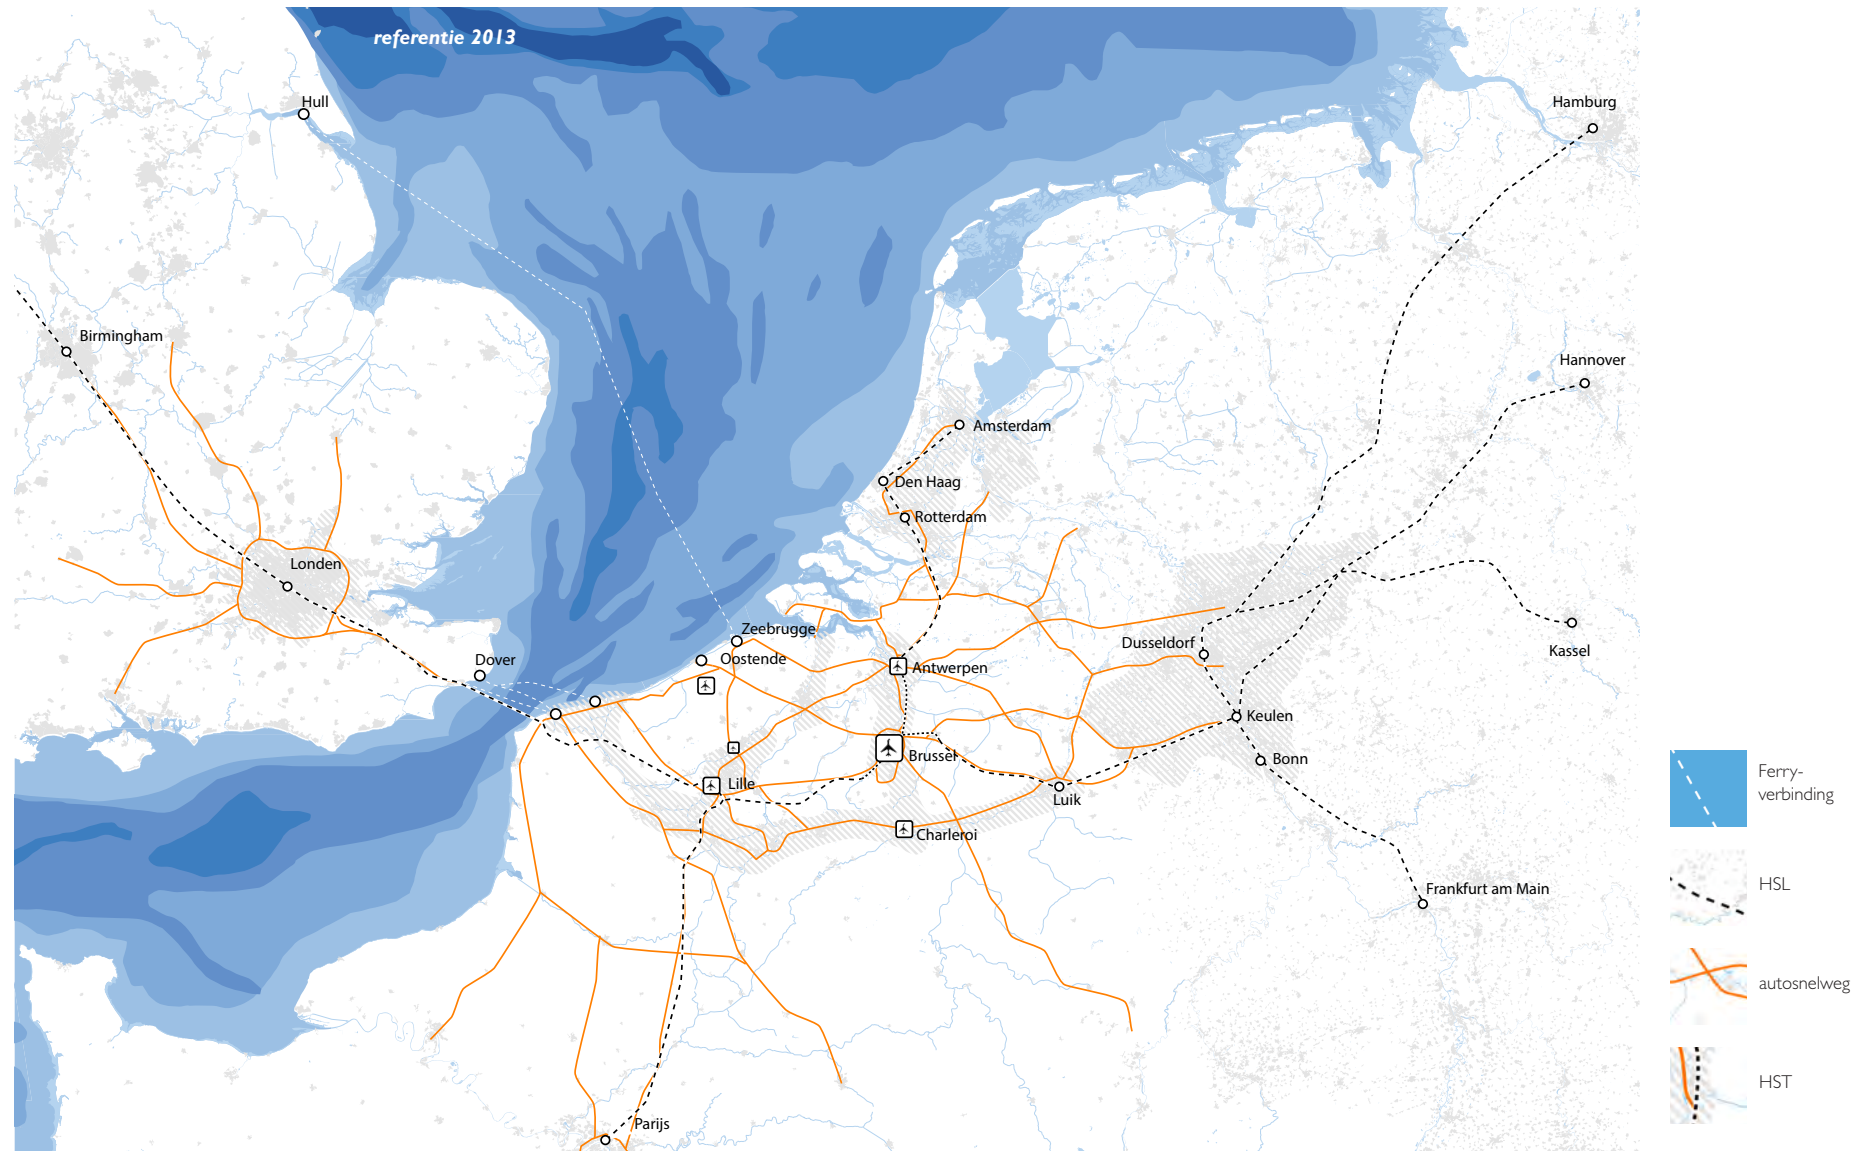 referentie 2013
Hull
Hamburg
Birmingham
Hannover
Amsterdam
Den Haag
Rotterdam
Londen
Zeebrugge
Dusseldorf
Kassel
Dover
Oostende
Antwerpen
Keulen
Brussel
Bonn
Lille
Luik
Charleroi
Frankfurt am Main
Parijs
Ferry-
verbinding
HSL
autosnelweg
HST